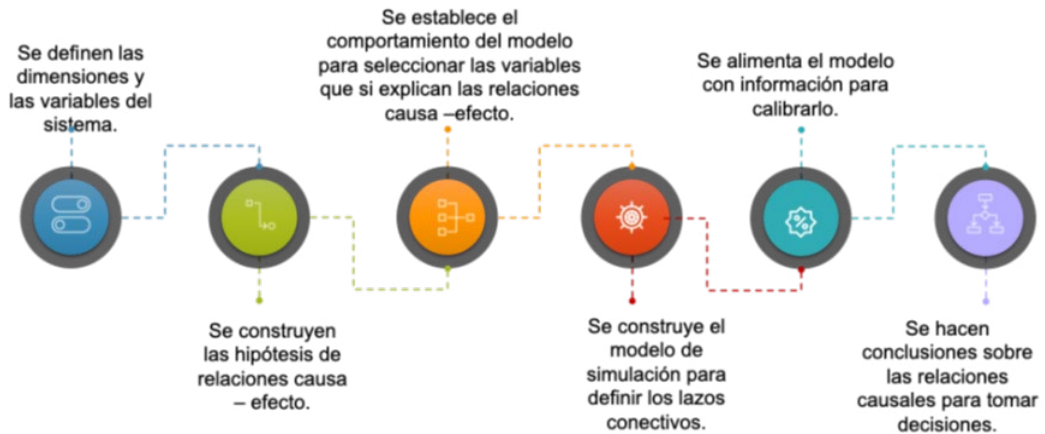 Se definen las
dimensiones y
las variables del
sistema.
Se construyen
las hipótesis de
relaciones causa
– efecto.
Se establece el
comportamiento del modelo
para seleccionar las variables
que si explican las relaciones
causa –efecto.
Se construye el
modelo de
simulación para
definir los lazos
conectivos.
Se alimenta el modelo
con información para
calibrarlo.
Se hacen
conclusiones sobre
las relaciones
causales para tomar
decisiones.